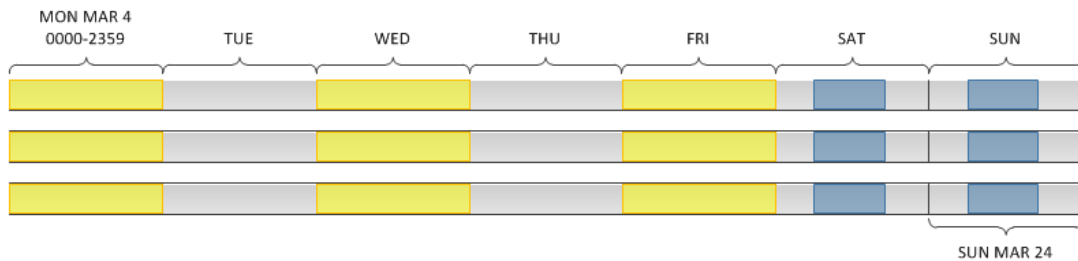 MON MAR 4
0000-2359
TUE
WED
THU
FRI
SAT
SUN
SUN MAR 24